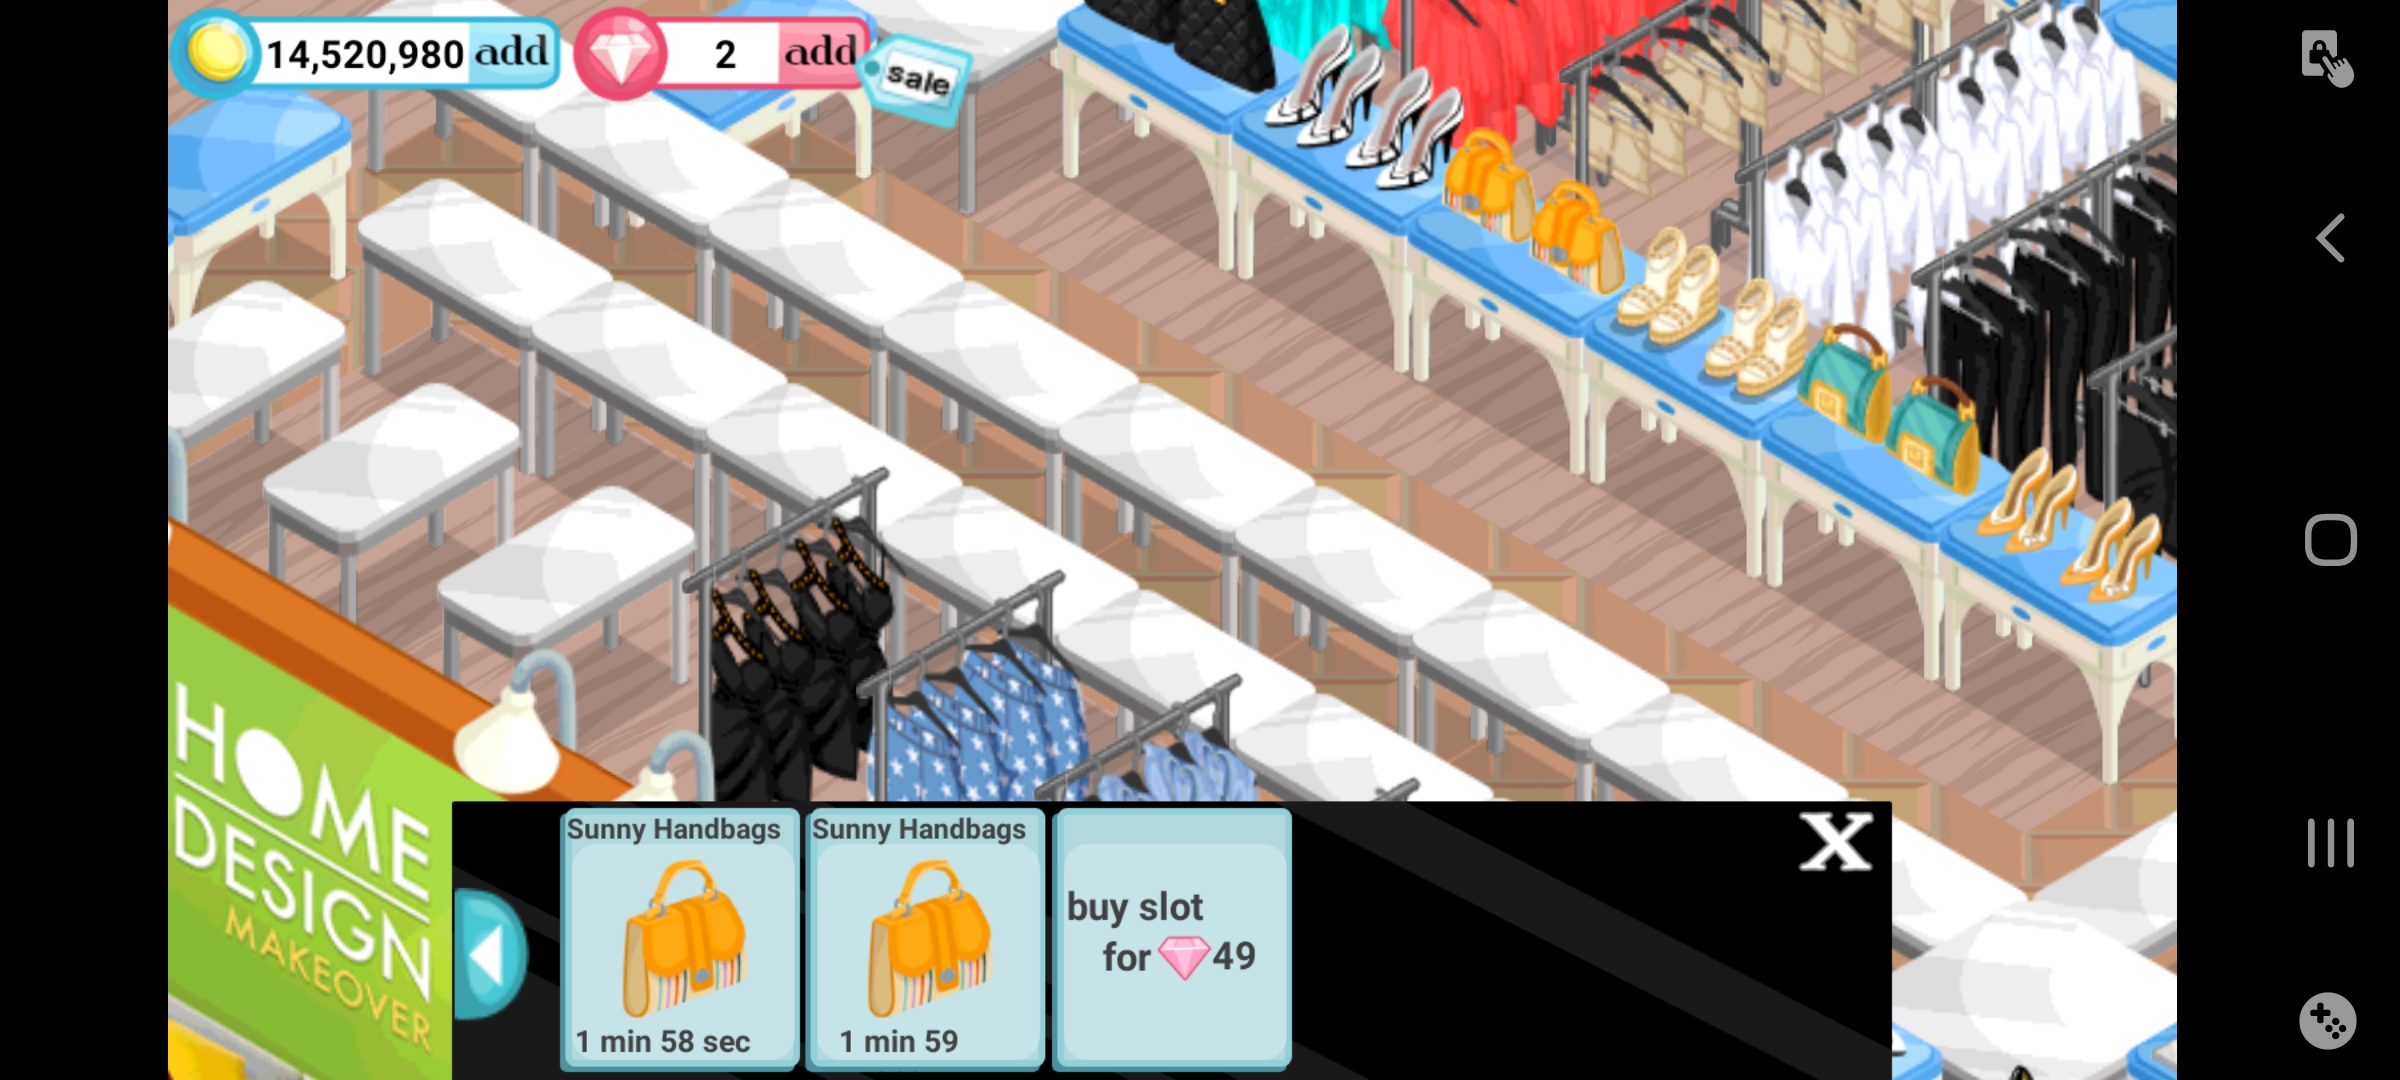 14,520,980 add
2 add
sale
HOME
DESIGN
MAKEOVER
Sunny Handbags
1 min 58 sec
Sunny Handbags
1 min 59
buy slot
for 49
X